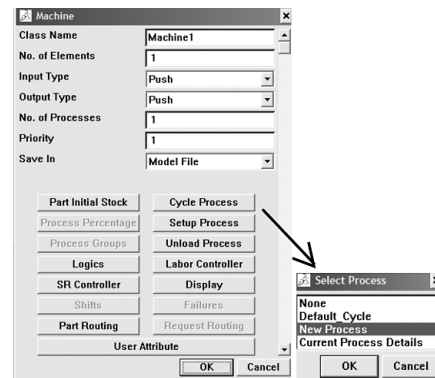 Machine
Class Name Machine1
No. of Elements 1
Input Type Push
Output Type Push
No. of Processes 1
Priority 1
Save In Model File
Part Initial Stock Cycle Process
Process Percentage Setup Process
Process Groups Unload Process
Logics Labor Controller
SR Controller Display
Shifts Failures
Part Routing Request Routing
User Attribute
OK Cancel
Select Process
None
Default_Cycle
New Process
Current Process Details
OK Cancel